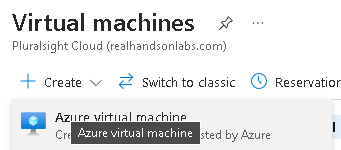 Virtual machines
Pluralsight Cloud (realhandsonlabs.com)
Create
Switch to classic
Reservation
Azure virtual machine
Azure virtual machine
sted by Azure